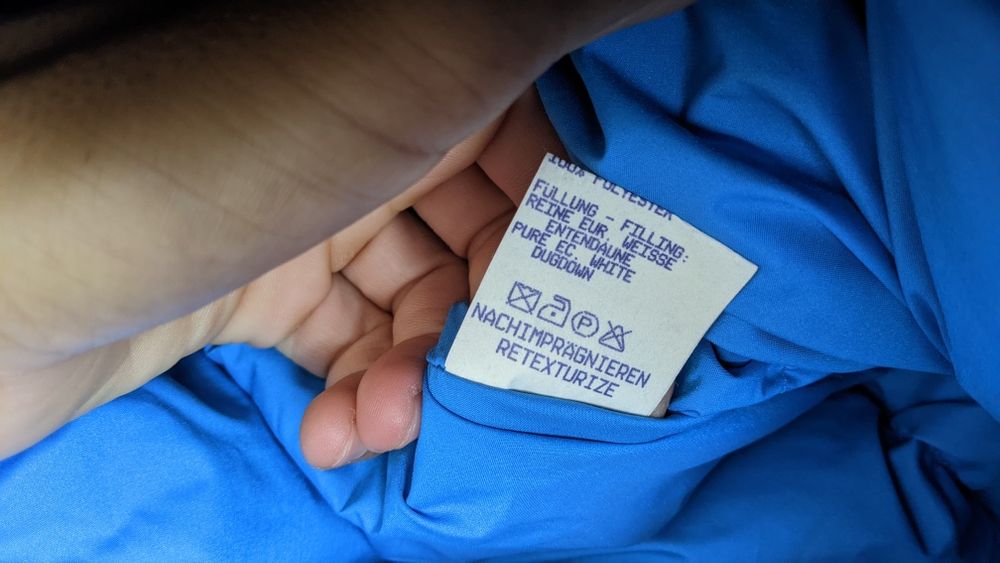 100% POLYESTER
FÜLLUNG - FILLING:
REINE EUR. WEISSE
ENTENDAUNE
PURE EC. WHITE
DUGDOWN
P
NACHIMPRÄGNIEREN
RETEXTURIZE